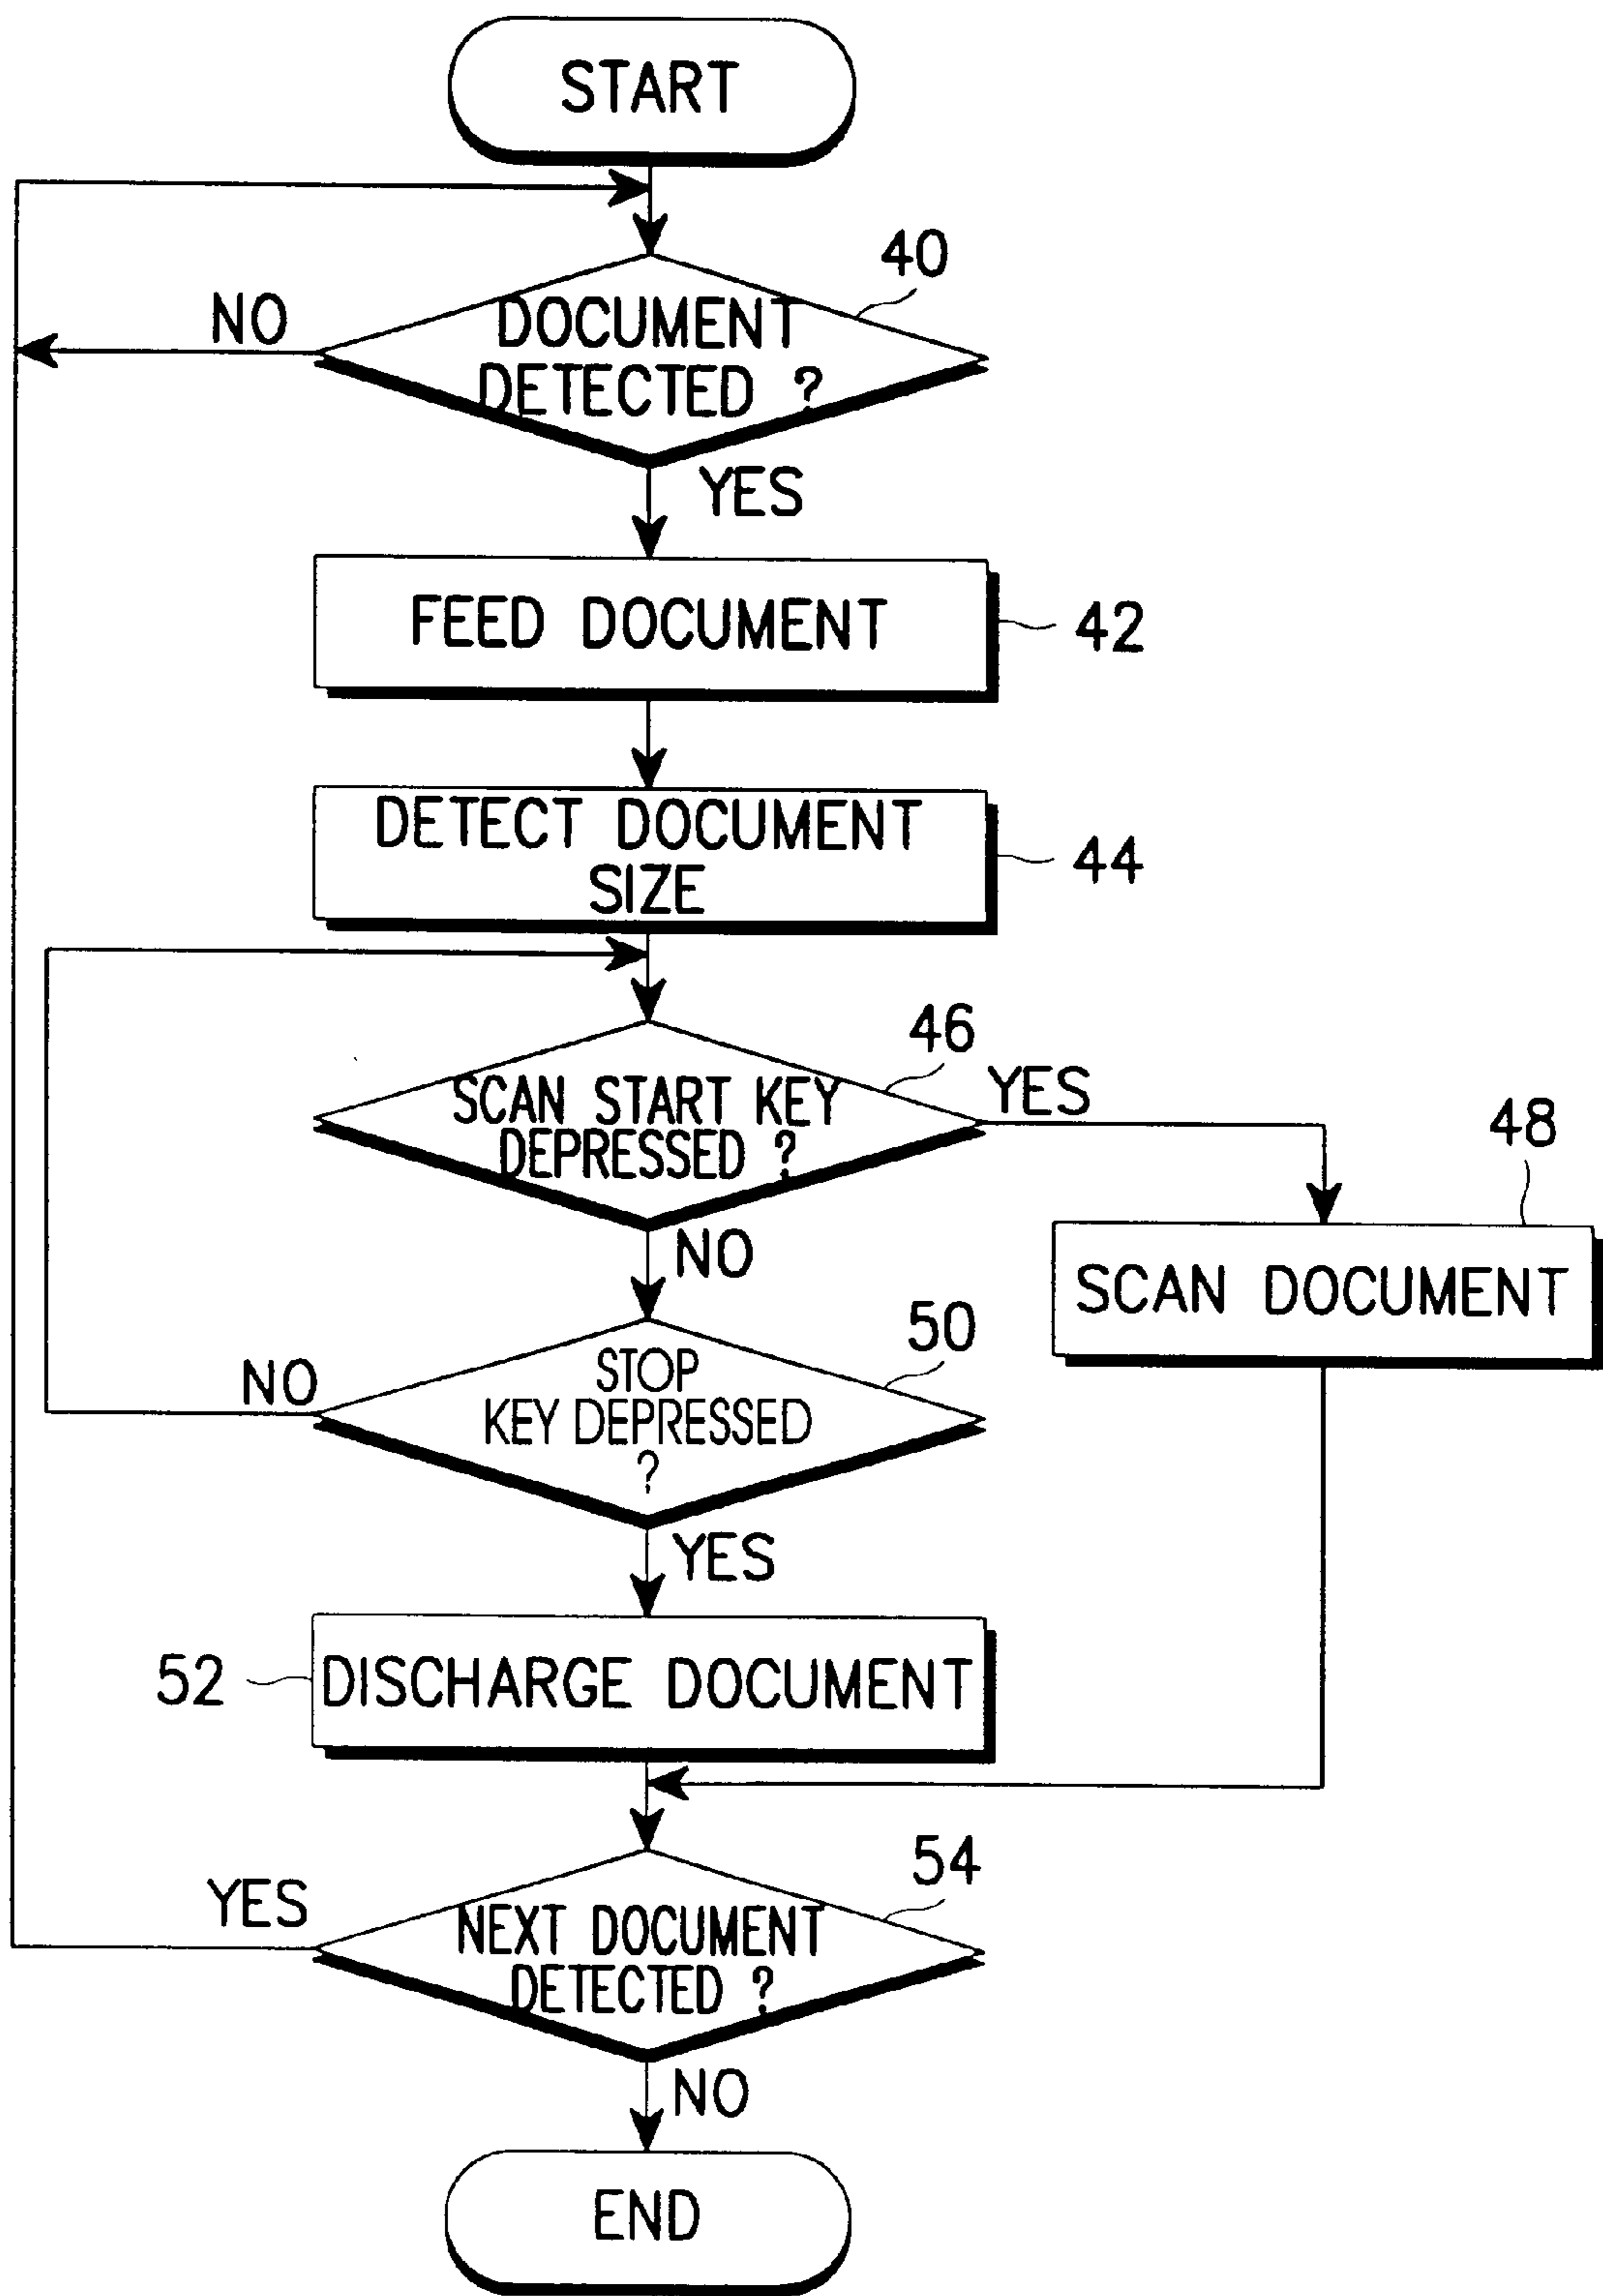 START
40
NO
DOCUMENT
DETECTED ?
YES
FEED DOCUMENT
42
DETECT DOCUMENT
SIZE
44
46
SCAN START KEY
DEPRESSED ?
YES
48
NO
SCAN DOCUMENT
50
NO
STOP
KEY DEPRESSED
?
YES
52
DISCHARGE DOCUMENT
54
YES
NEXT DOCUMENT
DETECTED ?
NO
END